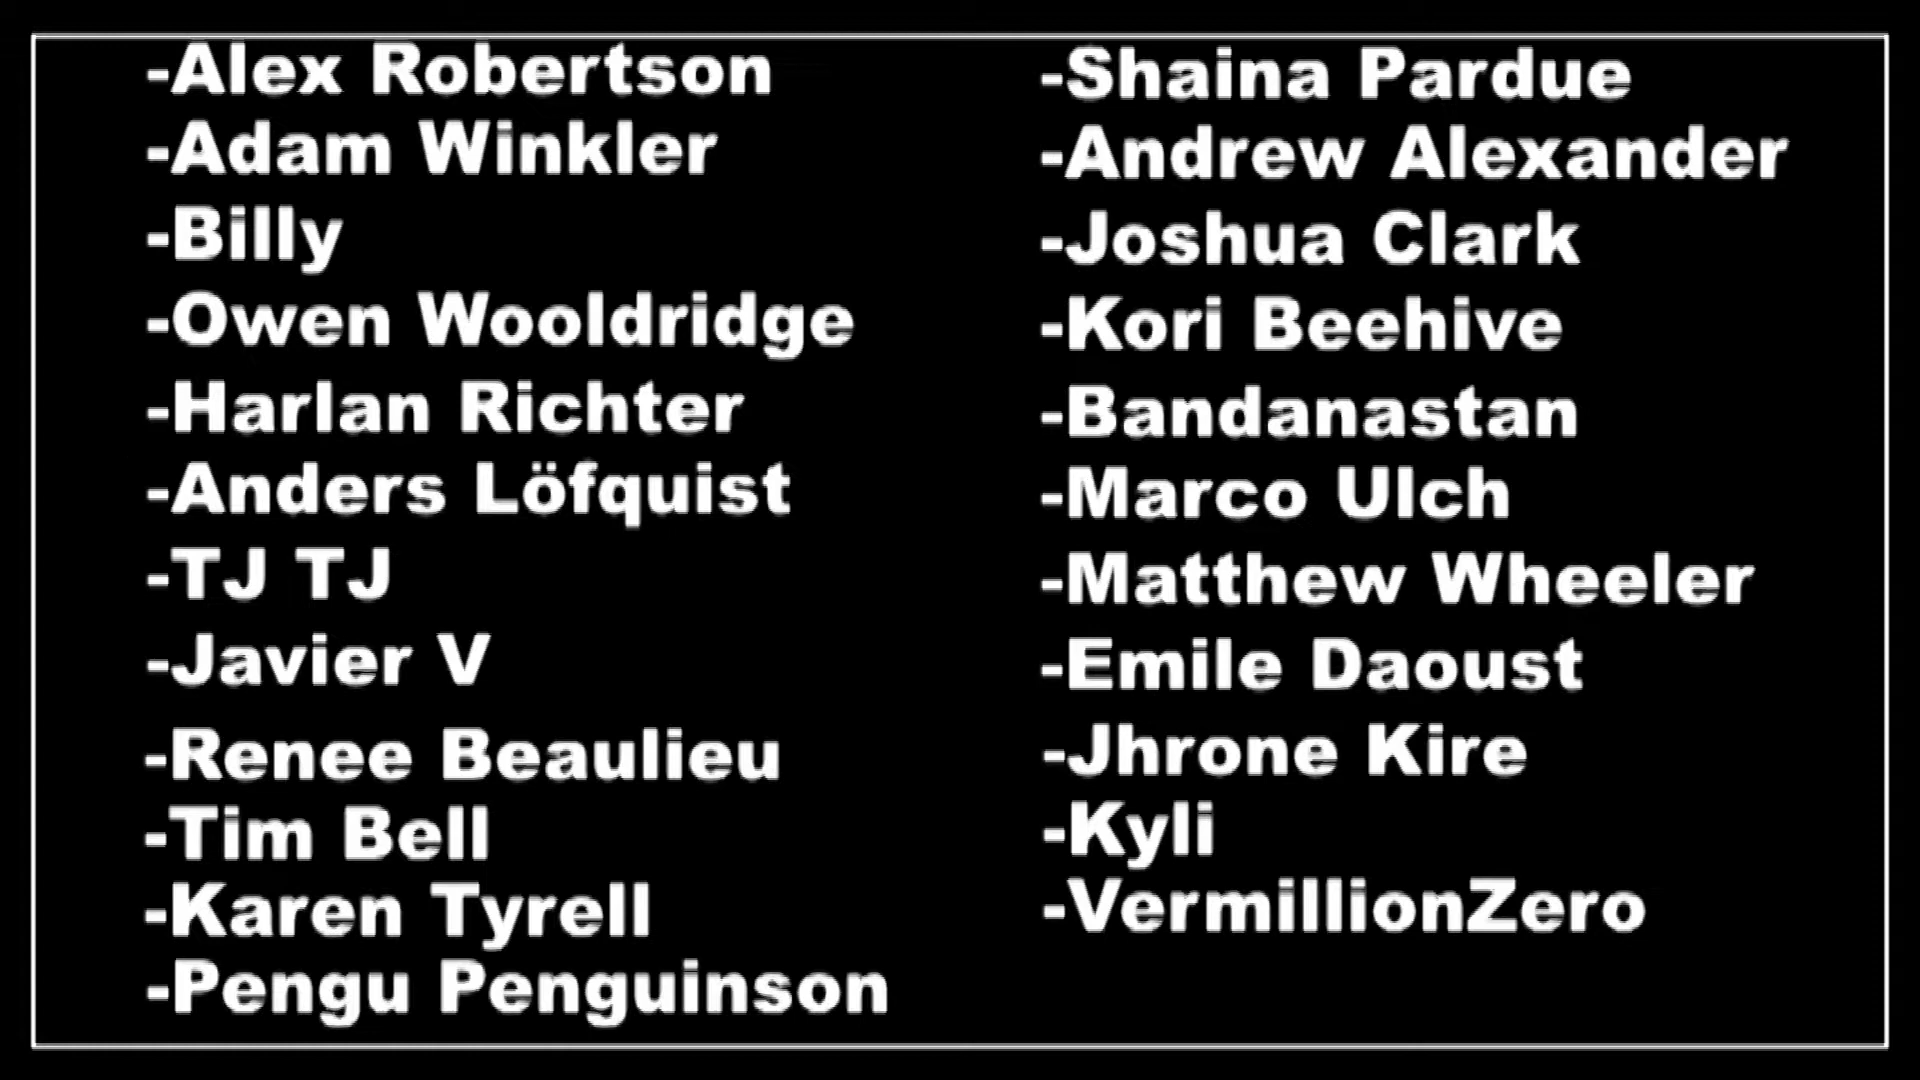 -Alex Robertson
-Adam Winkler
-Billy
-Owen Wooldridge
-Harlan Richter
-Anders Löfquist
-TJ TJ
-Javier V
-Renee Beaulieu
-Tim Bell
-Karen Tyrell
-Pengu Penguinson
-Shaina Pardue
-Andrew Alexander
-Joshua Clark
-Kori Beehive
-Bandanastan
-Marco Ulch
-Matthew Wheeler
-Emile Daoust
-Jhrone Kire
-Kyli
-VermillionZero